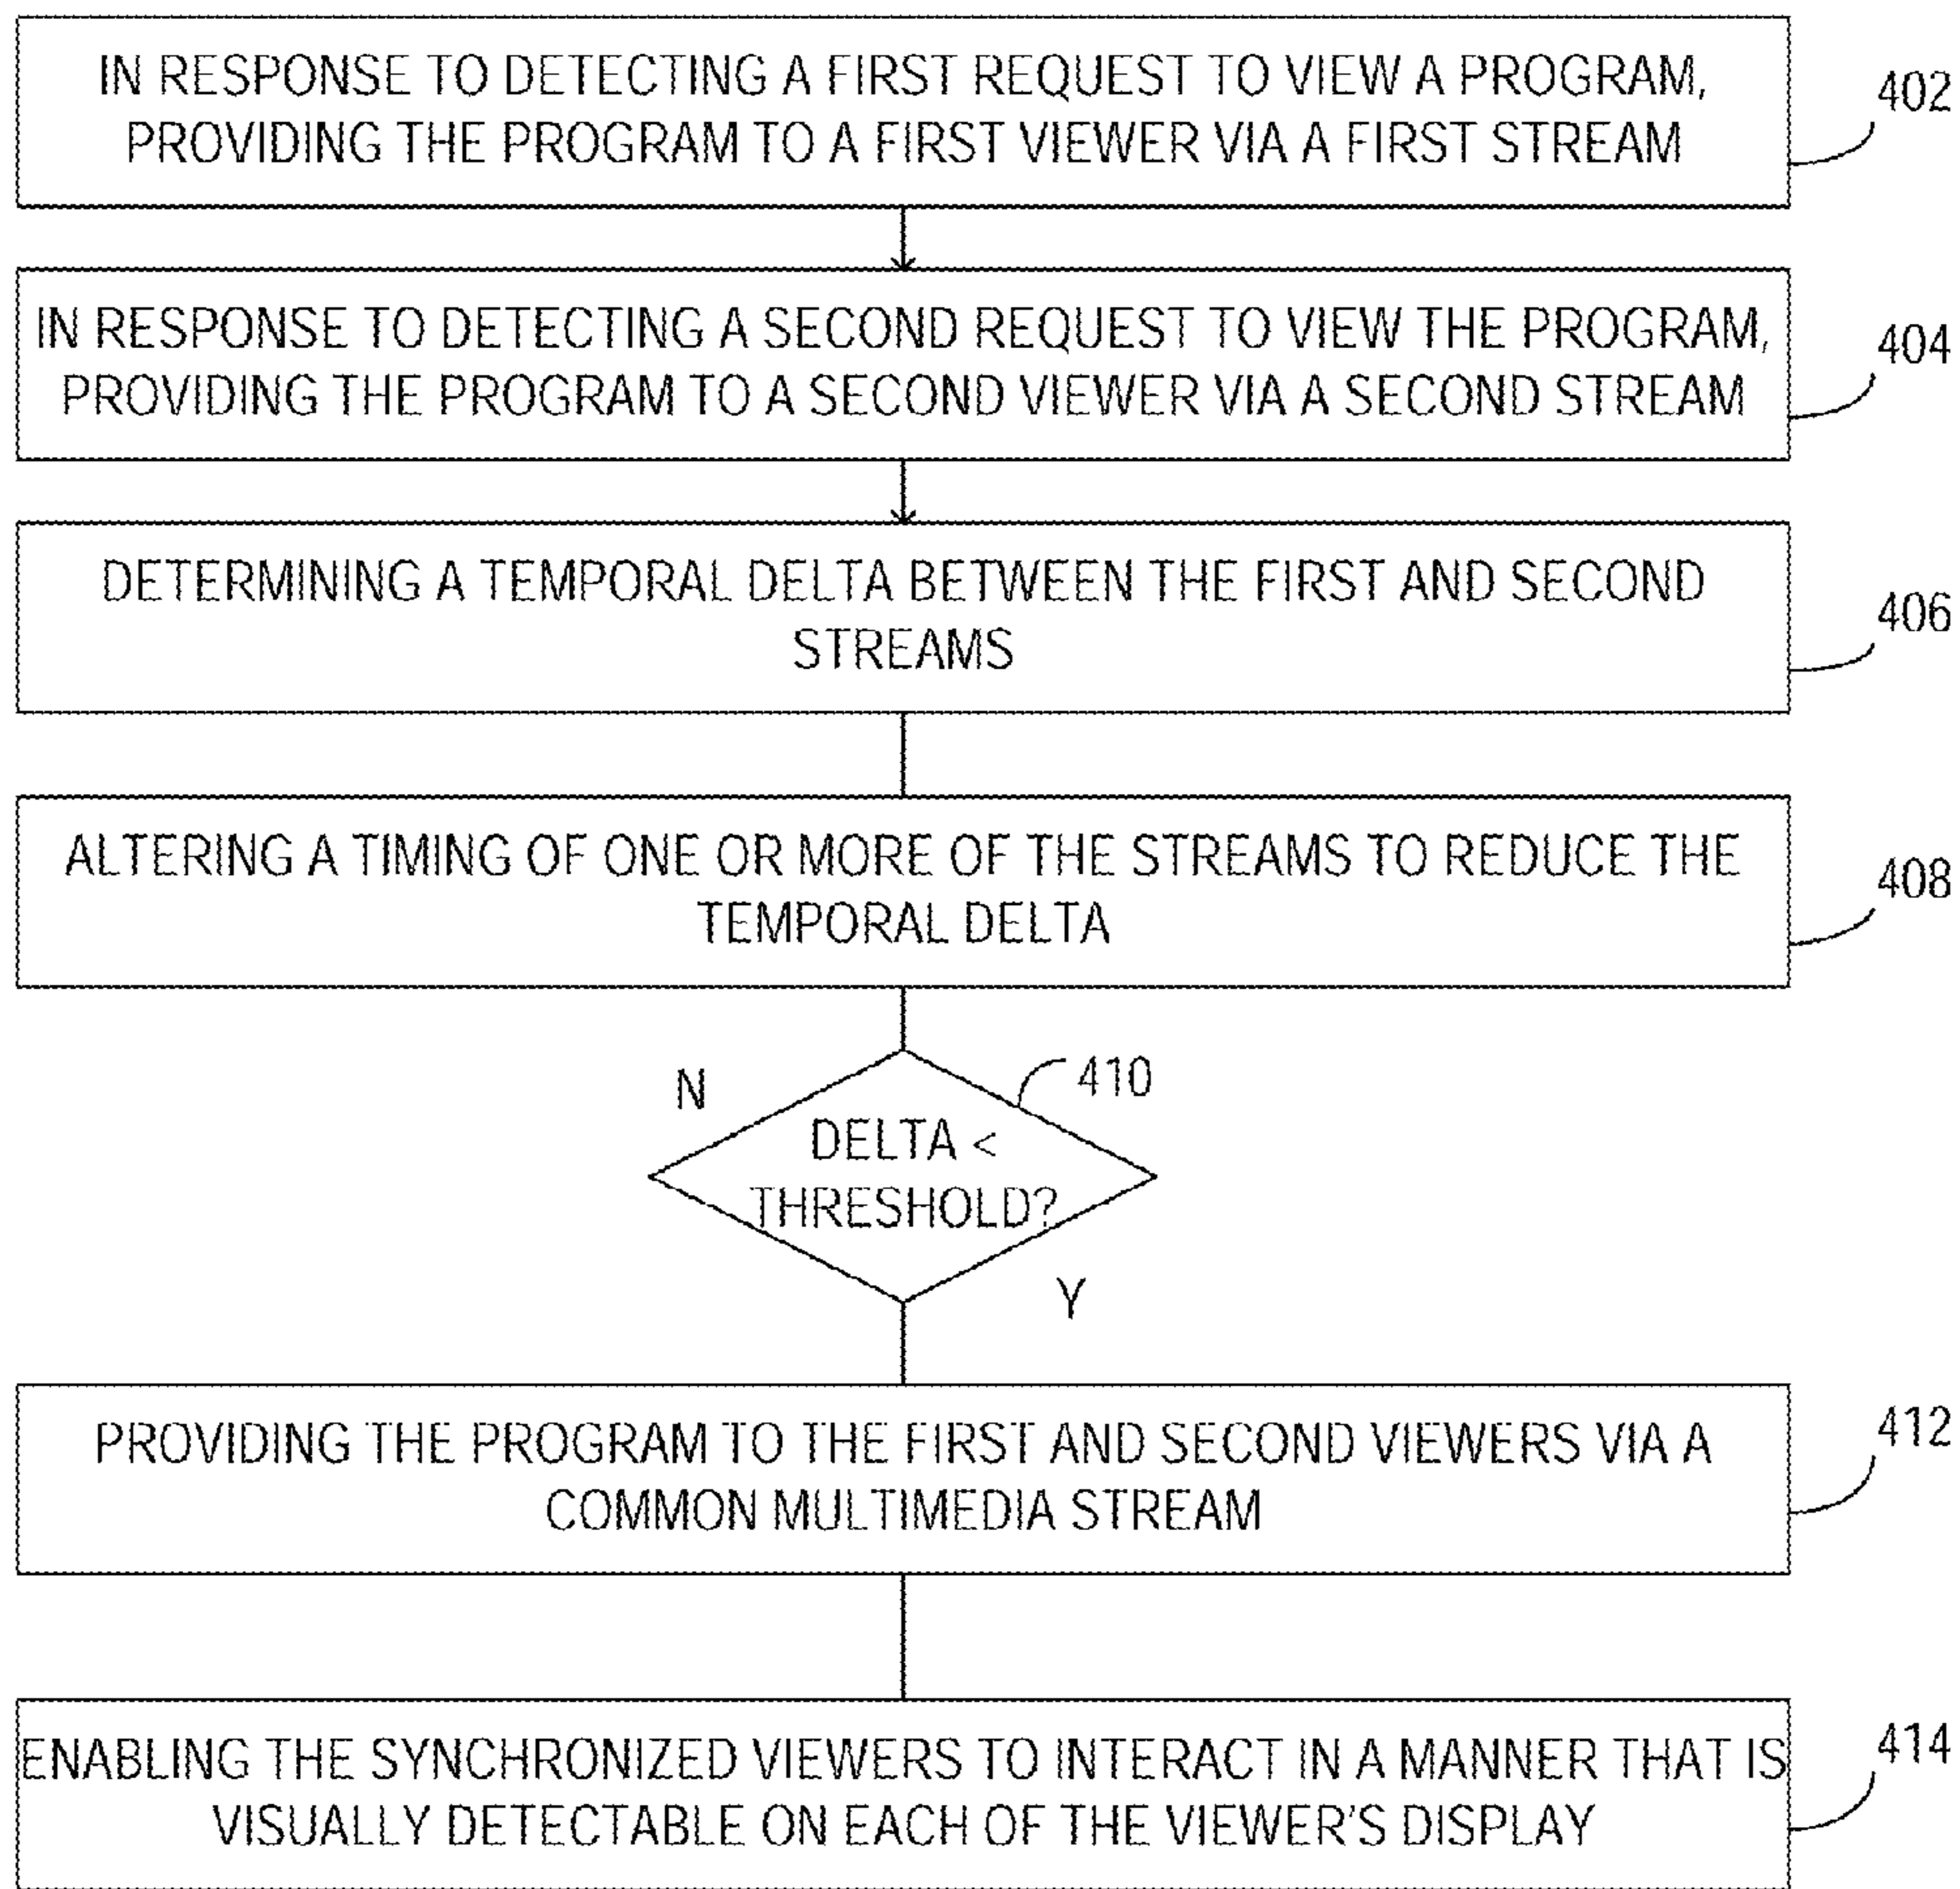 IN RESPONSE TO DETECTING A FIRST REQUEST TO VIEW A PROGRAM,
PROVIDING THE PROGRAM TO A FIRST VIEWER VIA A FIRST STREAM
402
IN RESPONSE TO DETECTING A SECOND REQUEST TO VIEW THE PROGRAM,
PROVIDING THE PROGRAM TO A SECOND VIEWER VIA A SECOND STREAM
404
DETERMINING A TEMPORAL DELTA BETWEEN THE FIRST AND SECOND
STREAMS
406
ALTERING A TIMING OF ONE OR MORE OF THE STREAMS TO REDUCE THE
TEMPORAL DELTA
408
N
410
DELTA <
THRESHOLD?
Y
PROVIDING THE PROGRAM TO THE FIRST AND SECOND VIEWERS VIA A
COMMON MULTIMEDIA STREAM
412
ENABLING THE SYNCHRONIZED VIEWERS TO INTERACT IN A MANNER THAT IS
VISUALLY DETECTABLE ON EACH OF THE VIEWER'S DISPLAY
414